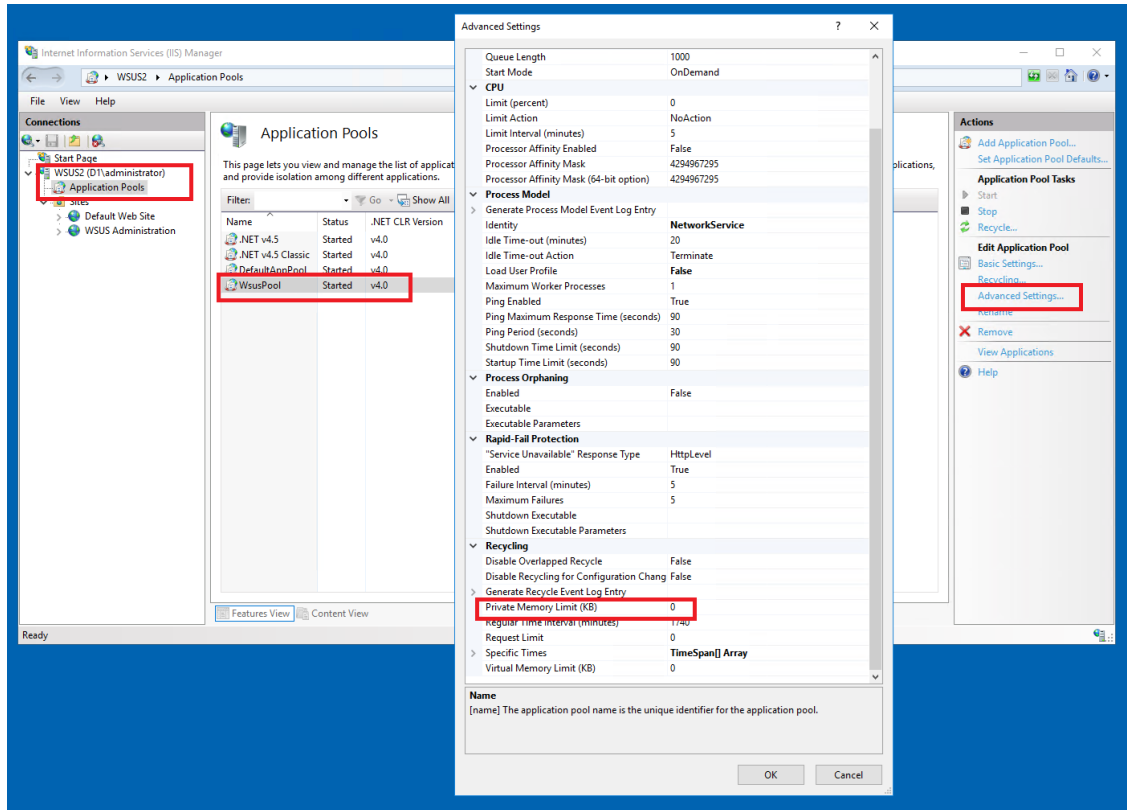 Internet Information Services (IIS) Manager
WSUS2 Application Pools
File View Help
Connections
Start Page
WSUS2 (D1\administrator)
Application Pools
Sites
Default Web Site
WSUS Administration
Application Pools
This page lets you view and manage the list of applicat
and provide isolation among different applications.
plications,
Filter: Go Show All
Name Status .NET CLR Version
.NET v4.5 Started v4.0
.NET v4.5 Classic Started v4.0
DefaultAppPool Started v4.0
WsusPool Started v4.0
Features View Content View
Ready
Advanced Settings ?
Queue Length 1000
Start Mode OnDemand
CPU
Limit (percent) 0
Limit Action NoAction
Limit Interval (minutes) 5
Processor Affinity Enabled False
Processor Affinity Mask 4294967295
Processor Affinity Mask (64-bit option) 4294967295
Process Model
Generate Process Model Event Log Entry
Identity NetworkService
Idle Time-out (minutes) 20
Idle Time-out Action Terminate
Load User Profile False
Maximum Worker Processes 1
Ping Enabled True
Ping Maximum Response Time (seconds) 90
Ping Period (seconds) 30
Shutdown Time Limit (seconds) 90
Startup Time Limit (seconds) 90
Process Orphaning
Enabled False
Executable
Executable Parameters
Rapid-Fail Protection
"Service Unavailable" Response Type HttpLevel
Enabled True
Failure Interval (minutes) 5
Maximum Failures 5
Shutdown Executable
Shutdown Executable Parameters
Recycling
Disable Overlapped Recycle False
Disable Recycling for Configuration Chang False
Generate Recycle Event Log Entry
Private Memory Limit (KB) 0
Regular Time Interval (minutes) 1740
Request Limit 0
Specific Times TimeSpan[] Array
Virtual Memory Limit (KB) 0
Name
[name] The application pool name is the unique identifier for the application pool.
OK Cancel
Actions
Add Application Pool...
Set Application Pool Defaults...
Application Pool Tasks
Start
Stop
Recycle...
Edit Application Pool
Basic Settings...
Recycling...
Advanced Settings...
Rename
Remove
View Applications
Help